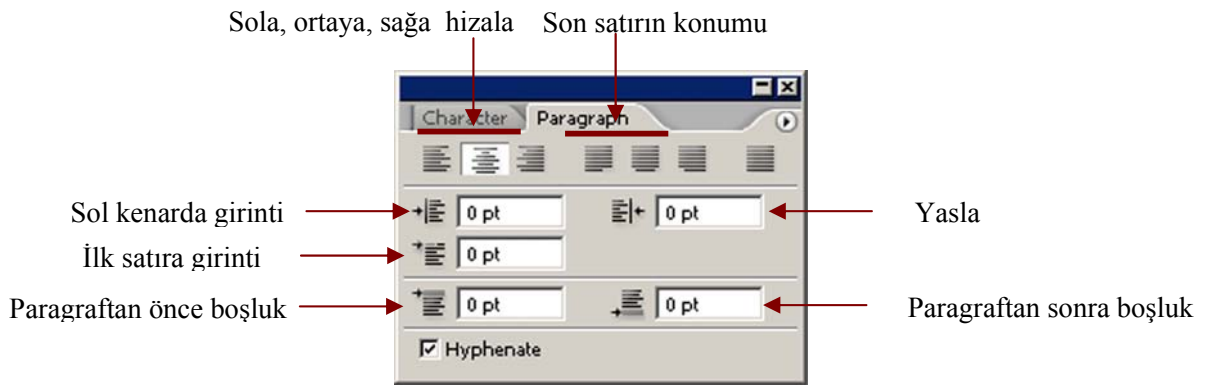 Sola, ortaya, sağa hizala Son satırın konumu
Character Paragraph
Sol kenarda girinti 0 pt 0 pt Yasla
İlk satıra girinti 0 pt
Paragraftan önce boşluk 0 pt 0 pt Paragraftan sonra boşluk
Hyphenate